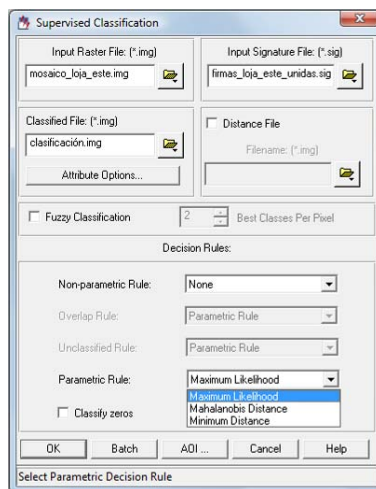 Supervised Classification
Input Raster File: (*.img)
Input Signature File: (*.sig)
mosaico_loja_este.img
firmas_loja_este_unidas.sig
Classified File: (*.img)
Distance File
clasificación.img
Filename: (*.img)
Attribute Options...
Fuzzy Classification
2
Best Classes Per Pixel
Decision Rules:
Non-parametric Rule:
None
Overlap Rule:
Parametric Rule
Unclassified Rule:
Parametric Rule
Parametric Rule:
Maximum Likelihood
Maximum Likelihood
Mahalanobis Distance
Minimum Distance
Classify zeros
OK
Batch
AOI ...
Cancel
Help
Select Parametric Decision Rule